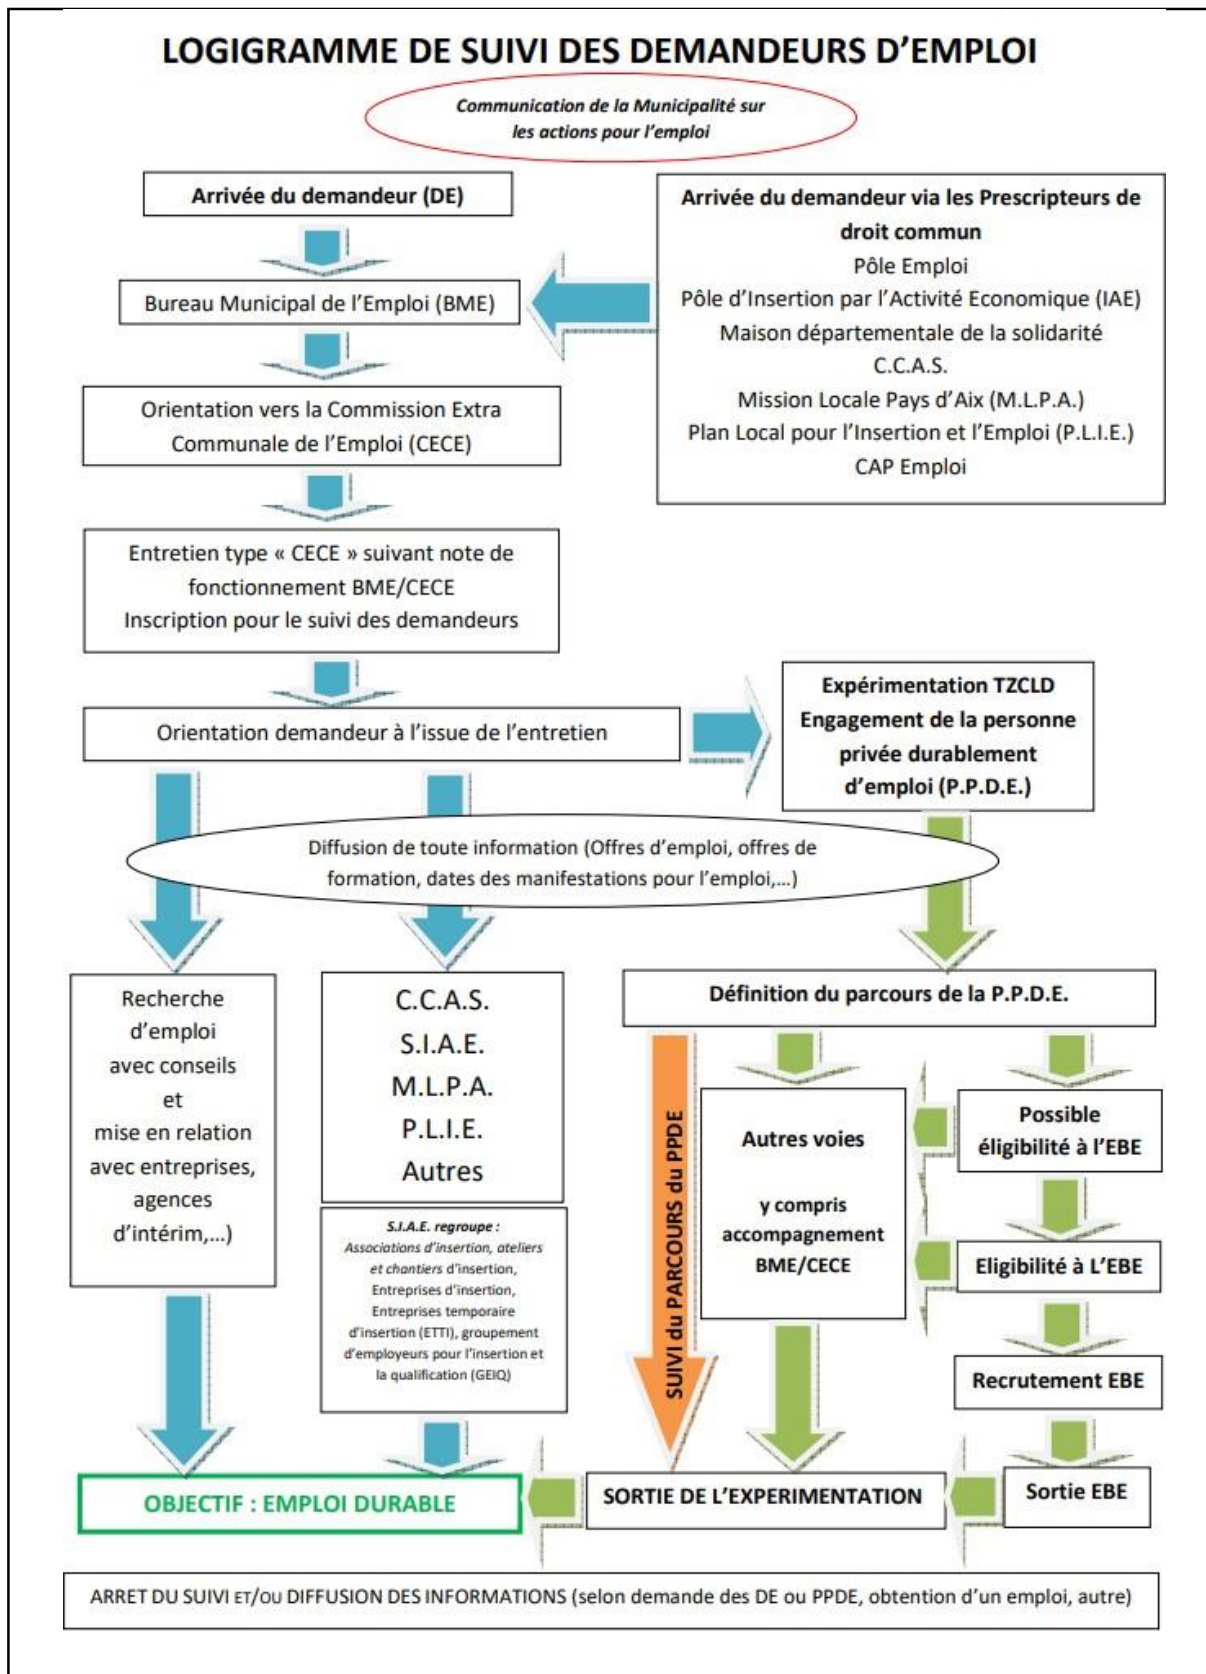 LOGIGRAMME DE SUIVI DES DEMANDEURS D'EMPLOI
Communication de la Municipalité sur
les actions pour l'emploi
Arrivée du demandeur (DE)
Arrivée du demandeur via les Prescripteurs de
droit commun
Pôle Emploi
Pôle d'Insertion par l'Activité Economique (IAE)
Maison départementale de la solidarité
C.C.A.S.
Mission Locale Pays d'Aix (M.L.P.A.)
Plan Local pour l'Insertion et l'Emploi (P.L.I.E.)
CAP Emploi
Bureau Municipal de l'Emploi (BME)
Orientation vers la Commission Extra
Communale de l'Emploi (CECE)
Entretien type « CECE » suivant note de
fonctionnement BME/CECE
Inscription pour le suivi des demandeurs
Orientation demandeur à l'issue de l'entretien
Expérimentation TZCLD
Engagement de la personne
privée durablement
d'emploi (P.P.D.E.)
Diffusion de toute information (Offres d'emploi, offres de
formation, dates des manifestations pour l'emploi,...)
Recherche
d'emploi
avec conseils
et
mise en relation
avec entreprises,
agences
d'intérim,...)
C.C.A.S.
S.I.A.E.
M.L.P.A.
P.L.I.E.
Autres
S.I.A.E. regroupe :
Associations d'insertion, ateliers
et chantiers d'insertion,
Entreprises d'insertion,
Entreprises temporaire
d'insertion (ETTI), groupement
d'employeurs pour l'insertion et
la qualification (GEIQ)
Définition du parcours de la P.P.D.E.
SUIVI du PARCOURS du PPDE
Autres voies
y compris
accompagnement
BME/CECE
Possible
éligibilité à l'EBE
Eligibilité à L'EBE
Recrutement EBE
Sortie EBE
SORTIE DE L'EXPERIMENTATION
OBJECTIF : EMPLOI DURABLE
ARRET DU SUIVI ET/OU DIFFUSION DES INFORMATIONS (selon demande des DE ou PPDE, obtention d'un emploi, autre)